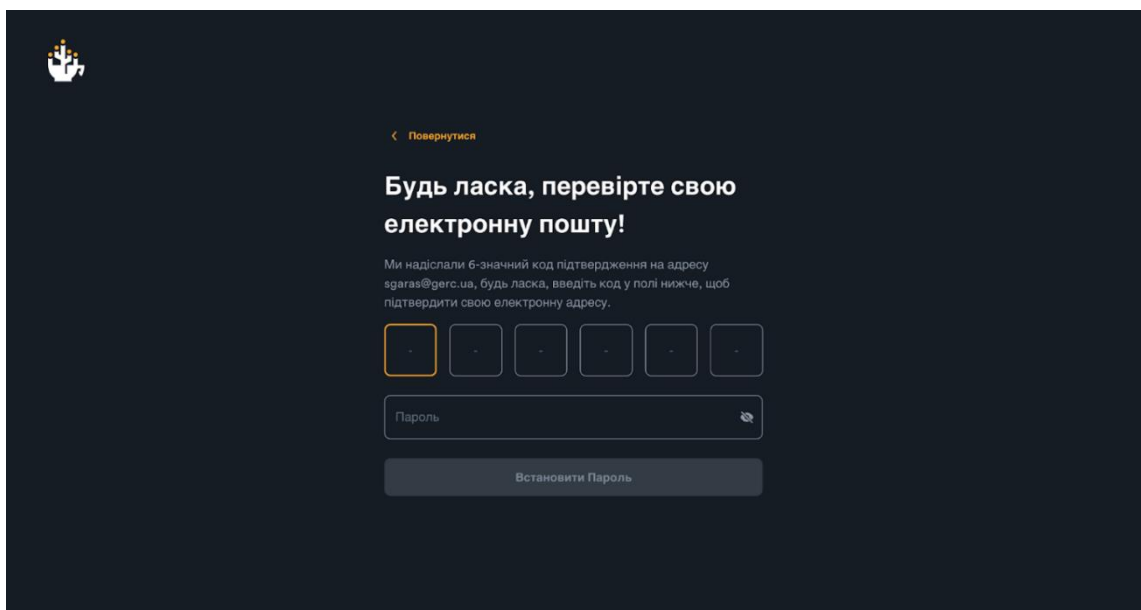 Повернутися
Будь ласка, перевірте свою
електронну пошту!
Ми надіслали 6-значний код підтвердження на адресу
sgaras@gerc.ua, будь ласка, введіть код у полі нижче, щоб
підтвердити свою електронну адресу.
- - - - - -
Пароль
Встановити Пароль